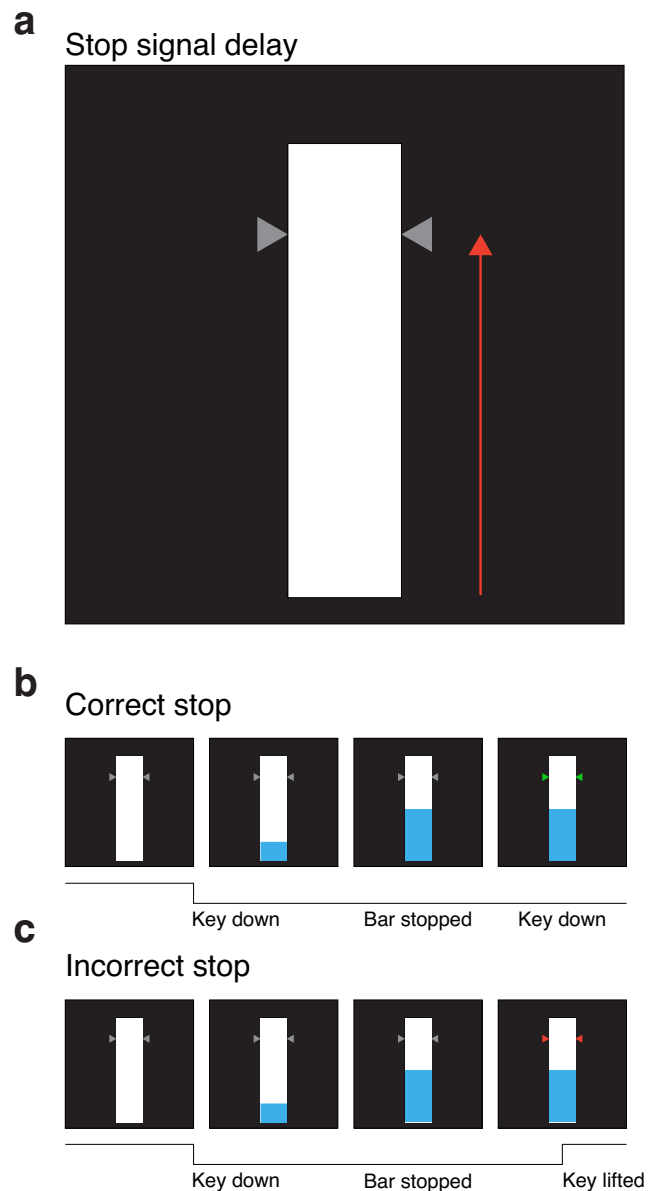 a
Stop signal delay
b
Correct stop
Key down Bar stopped Key down
c
Incorrect stop
Key down Bar stopped Key lifted